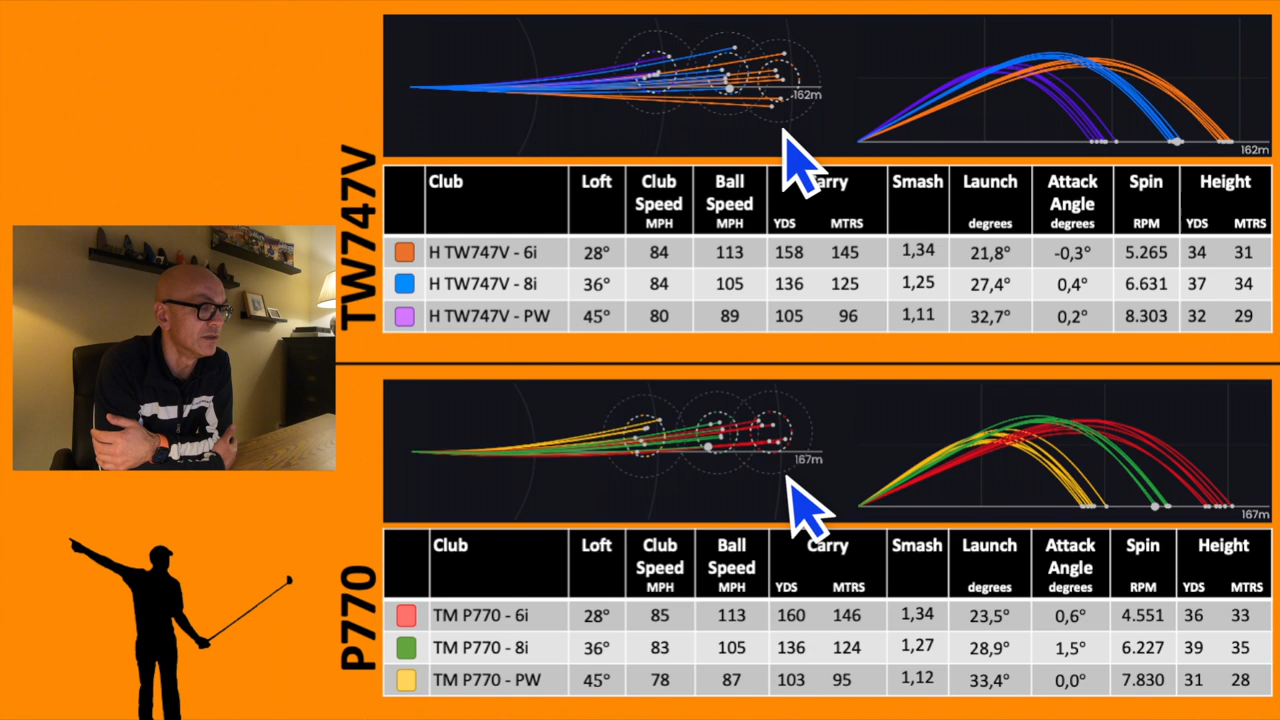 TW747V
162m
162m
Club Loft Club Speed MPH Ball Speed MPH YDS MTRS Smash Launch degrees Attack Angle degrees Spin RPM Height YDS MTRS
H TW747V - 6i 28° 84 113 158 145 1,34 21,8° -0,3° 5.265 34 31
H TW747V - 8i 36° 84 105 136 125 1,25 27,4° 0,4° 6.631 37 34
H TW747V - PW 45° 80 89 105 96 1,11 32,7° 0,2° 8.303 32 29
P770
167m
167m
Club Loft Club Speed MPH Ball Speed MPH Carry YDS MTRS Smash Launch degrees Attack Angle degrees Spin RPM Height YDS MTRS
TM P770 - 6i 28° 85 113 160 146 1,34 23,5° 0,6° 4.551 36 33
TM P770 - 8i 36° 83 105 136 124 1,27 28,9° 1,5° 6.227 39 35
TM P770 - PW 45° 78 87 103 95 1,12 33,4° 0,0° 7.830 31 28